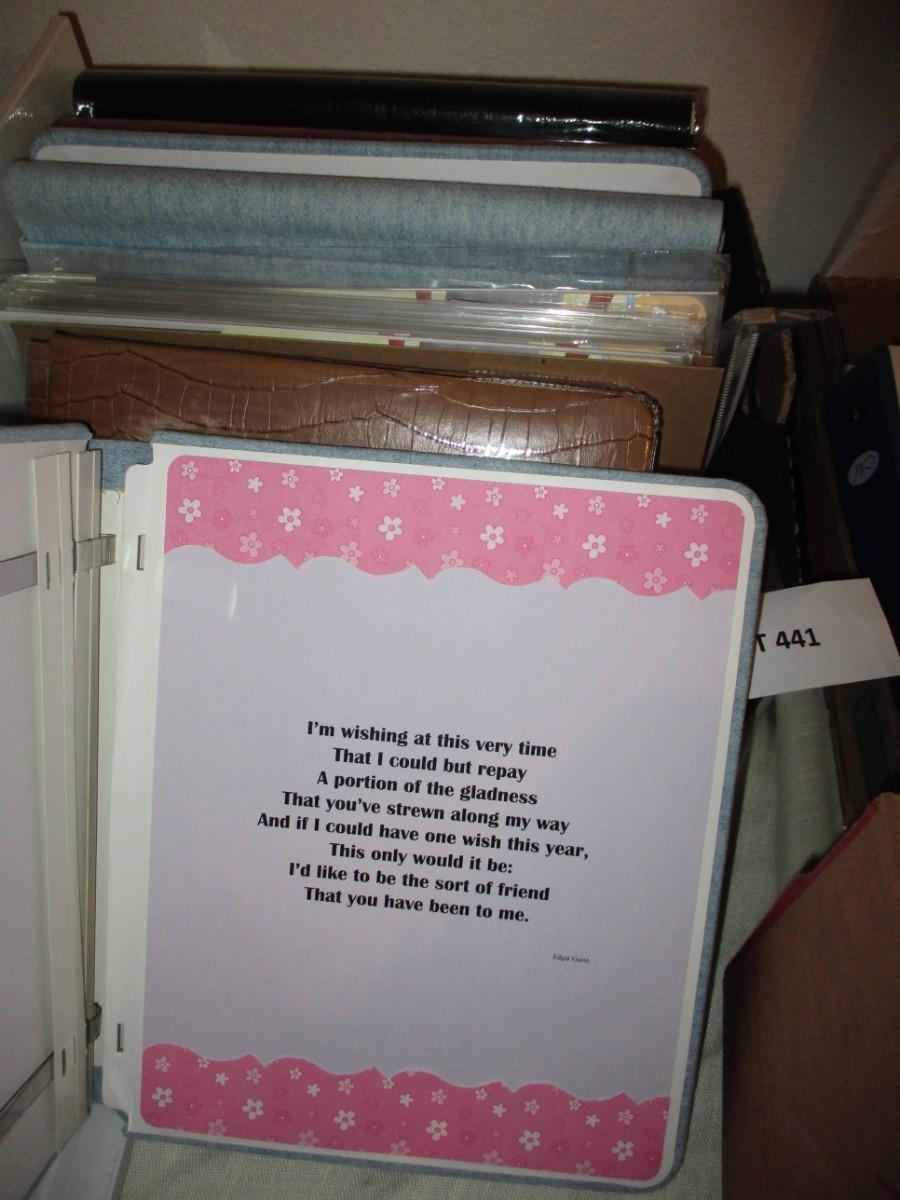 T 441
I'm wishing at this very time
That I could but repay
A portion of the gladness
That you've strewn along my way
And if I could have one wish this year,
This only would it be:
I'd like to be the sort of friend
That you have been to me.
Edgar Guest